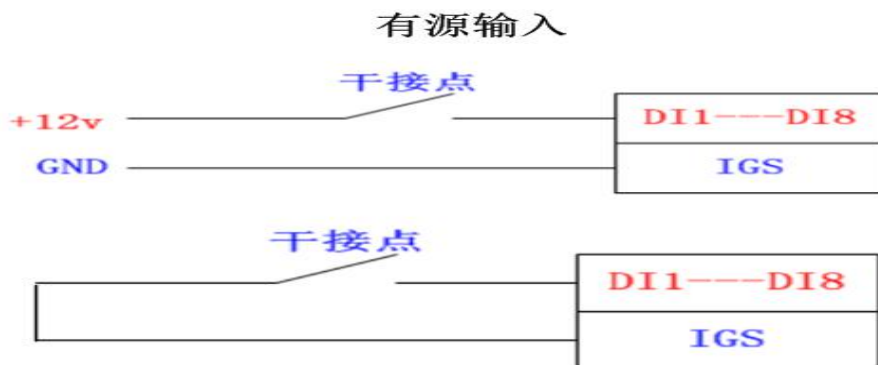 有源输入
干接点
+12v
DI1---DI8
GND
IGS
干接点
DI1---DI8
IGS